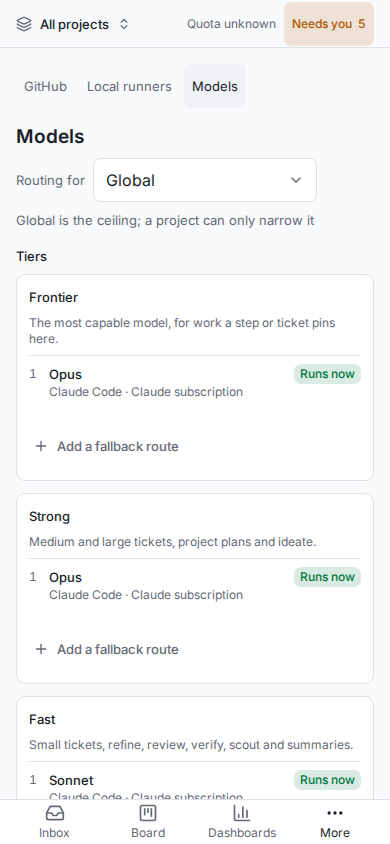 All projects
Quota unknown
Needs you 5
GitHub
Local runners
Models
Models
Routing for
Global
Global is the ceiling; a project can only narrow it
Tiers
Frontier
The most capable model, for work a step or ticket pins
here.
1 Opus
Runs now
Claude Code · Claude subscription
+ Add a fallback route
Strong
Medium and large tickets, project plans and ideate.
1 Opus
Runs now
Claude Code · Claude subscription
+ Add a fallback route
Fast
Small tickets, refine, review, verify, scout and summaries.
1 Sonnet
Runs now
Claude Code · Claude subscription
Inbox
Board
Dashboards
More